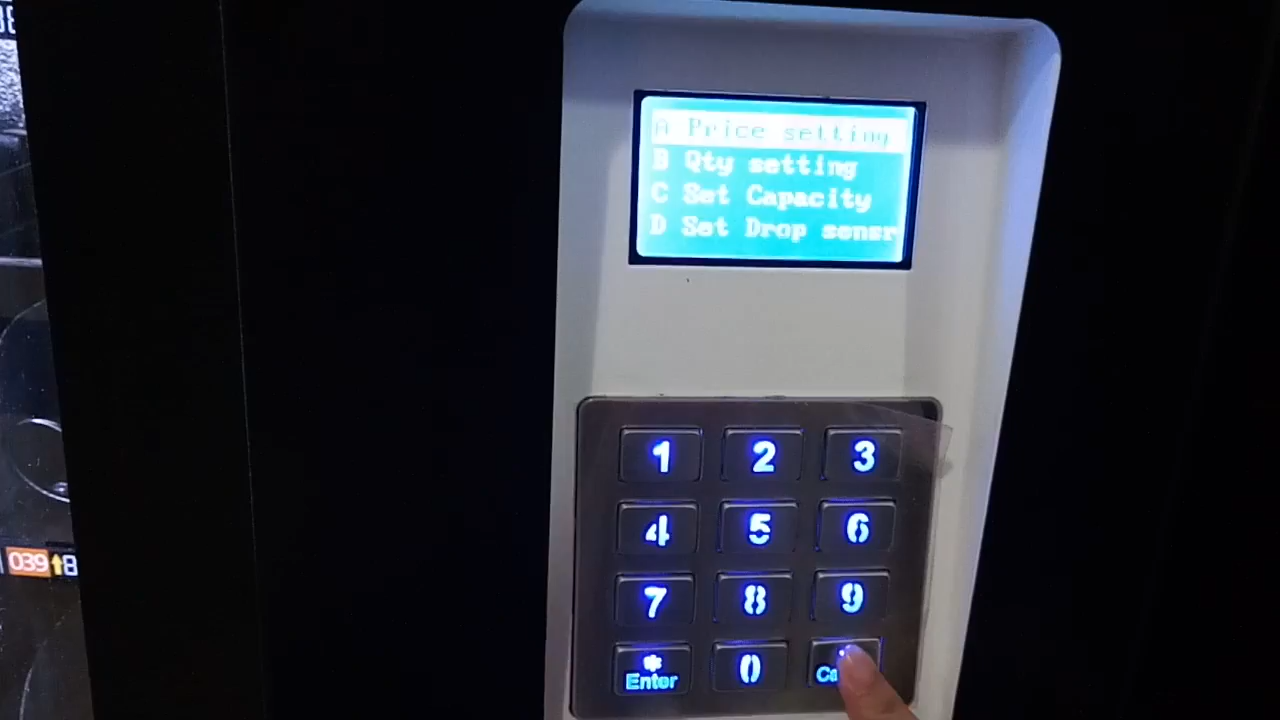 A Price setting
B Qty setting
C Set Capacity
D Set Drop sensr
1 2 3
4 5 6
7 8 9
* Enter 0 Ca
039↑